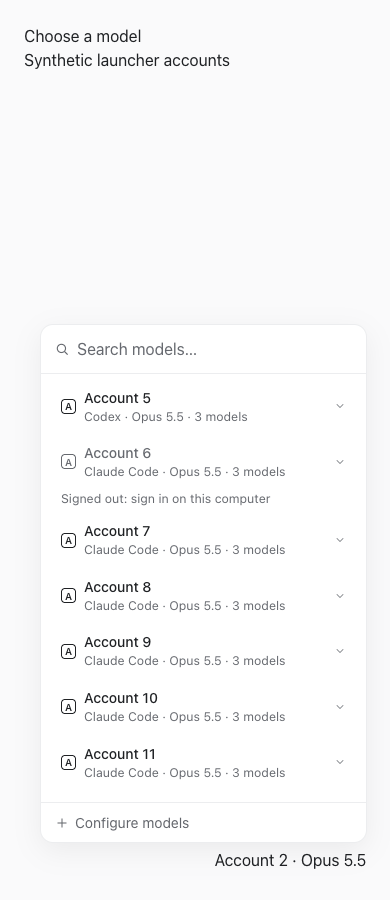 Choose a model
Synthetic launcher accounts
Search models...
A Account 5
Codex · Opus 5.5 · 3 models
A Account 6
Claude Code · Opus 5.5 · 3 models
Signed out: sign in on this computer
A Account 7
Claude Code · Opus 5.5 · 3 models
A Account 8
Claude Code · Opus 5.5 · 3 models
A Account 9
Claude Code · Opus 5.5 · 3 models
A Account 10
Claude Code · Opus 5.5 · 3 models
A Account 11
Claude Code · Opus 5.5 · 3 models
+ Configure models
Account 2 · Opus 5.5